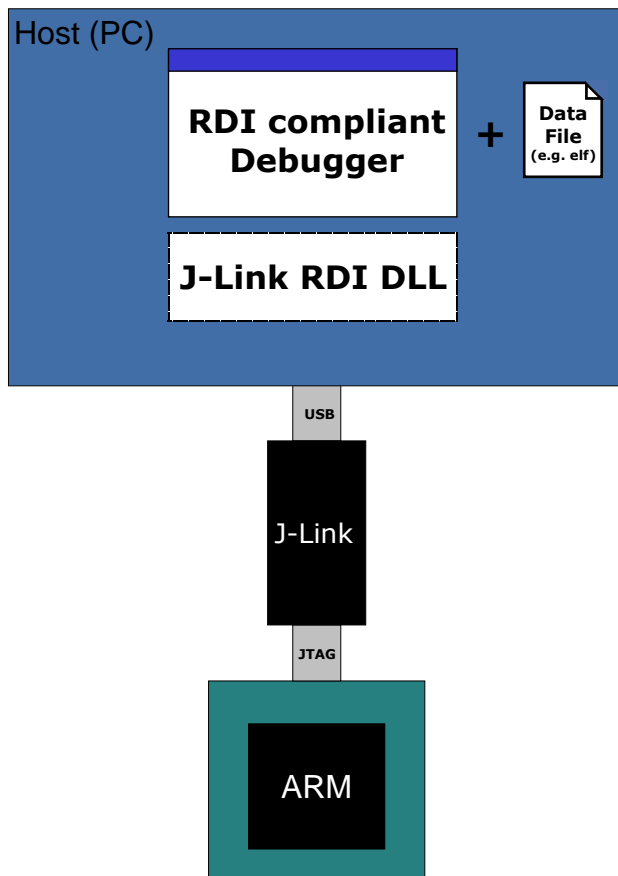 Host (PC)
RDI compliant
Debugger
+
Data
File
(e.g. elf)
J-Link RDI DLL
USB
J-Link
JTAG
ARM